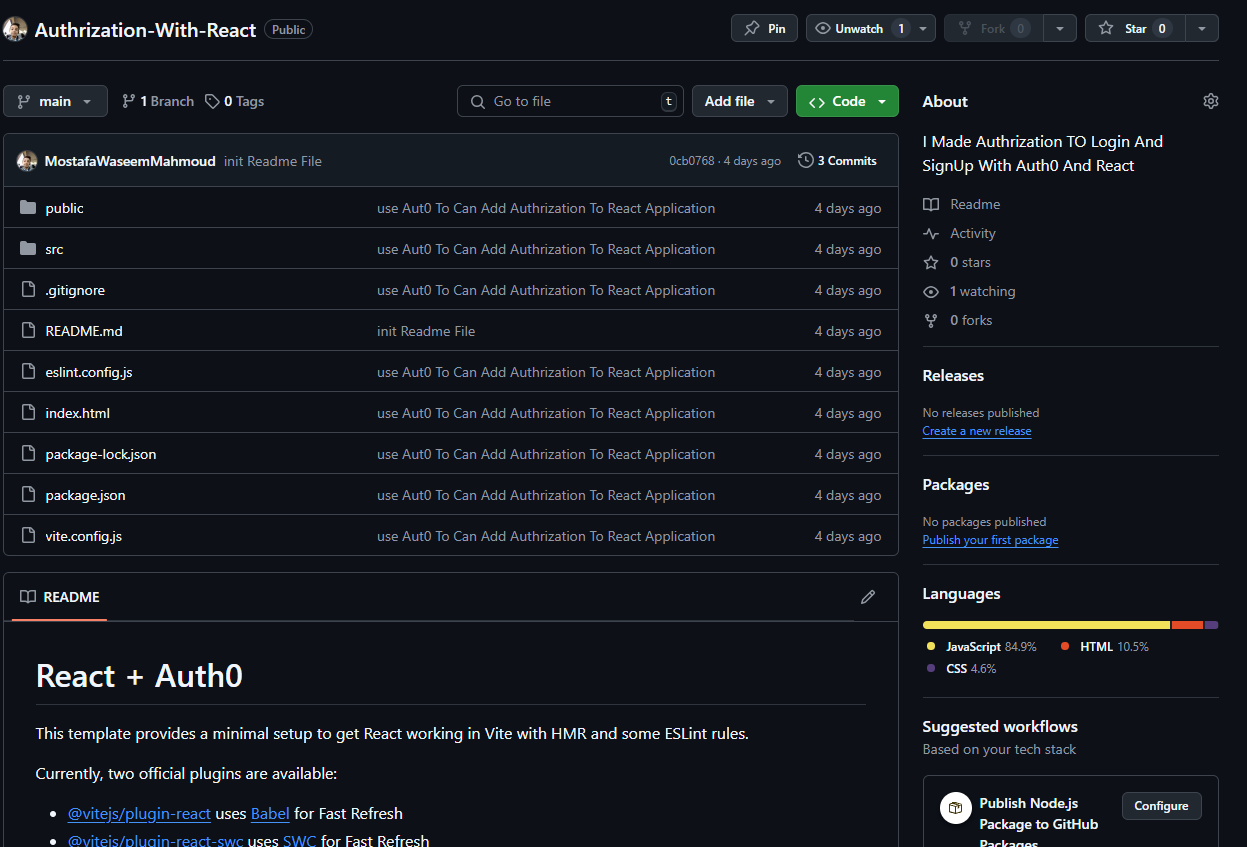 Authrization-With-React Public Pin Unwatch 1 Fork 0 Star 0
main 1 Branch 0 Tags Go to file t Add file Code
MostafaWaseemMahmoud init Readme File 0cb0768 · 4 days ago 3 Commits
public use Aut0 To Can Add Authrization To React Application 4 days ago
src use Aut0 To Can Add Authrization To React Application 4 days ago
.gitignore use Aut0 To Can Add Authrization To React Application 4 days ago
README.md init Readme File 4 days ago
eslint.config.js use Aut0 To Can Add Authrization To React Application 4 days ago
index.html use Aut0 To Can Add Authrization To React Application 4 days ago
package-lock.json use Aut0 To Can Add Authrization To React Application 4 days ago
package.json use Aut0 To Can Add Authrization To React Application 4 days ago
vite.config.js use Aut0 To Can Add Authrization To React Application 4 days ago
README
React + Auth0
This template provides a minimal setup to get React working in Vite with HMR and some ESLint rules.
Currently, two official plugins are available:
• @vitejs/plugin-react uses Babel for Fast Refresh
• @vitejs/plugin-react-swc uses SWC for Fast Refresh
About
I Made Authrization TO Login And
SignUp With Auth0 And React
Readme
Activity
0 stars
1 watching
0 forks
Releases
No releases published
Create a new release
Packages
No packages published
Publish your first package
Languages
JavaScript 84.9% HTML 10.5%
CSS 4.6%
Suggested workflows
Based on your tech stack
Publish Node.js Configure
Package to GitHub
Packages